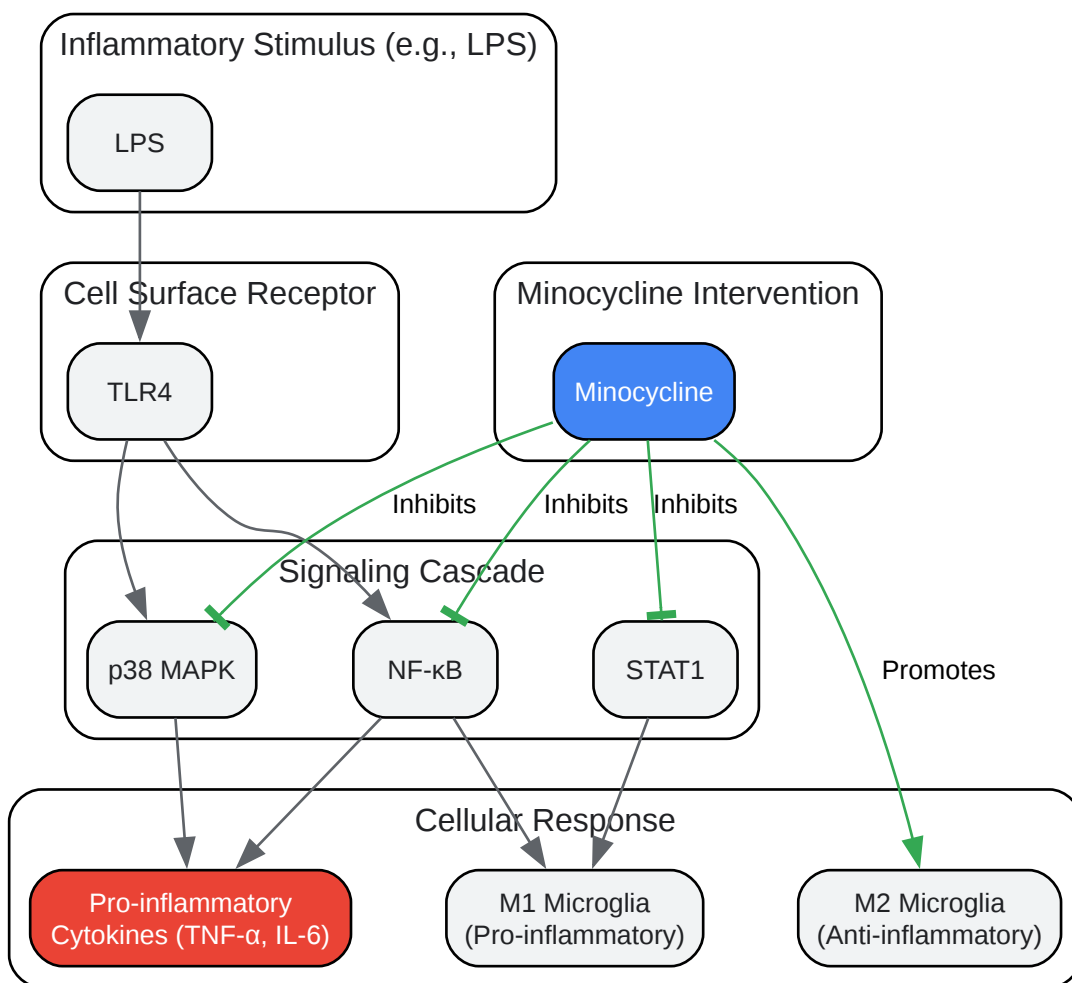 Inflammatory Stimulus (e.g., LPS)
LPS
Cell Surface Receptor
Minocycline Intervention
TLR4
Minocycline
Inhibits
Inhibits
Inhibits
Signaling Cascade
p38 MAPK
NF-κB
STAT1
Promotes
Cellular Response
Pro-inflammatory
Cytokines (TNF-α, IL-6)
M1 Microglia
(Pro-inflammatory)
M2 Microglia
(Anti-inflammatory)